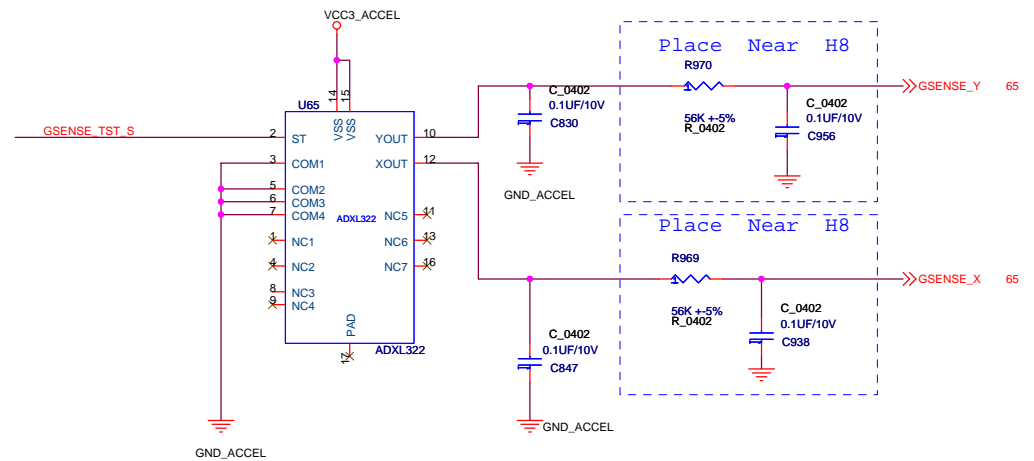 VCC3_ACCEL
Place Near H8
R970
1
56K +-5%
R_0402
C_0402
0.1UF/10V
C830
C_0402
0.1UF/10V
C956
GSENSE_Y 65
GND_ACCEL
U65
14
15
VSS
VSS
GSENSE_TST_S
2
ST
YOUT
10
3
COM1
XOUT
12
5
COM2
6
COM3
7
COM4
ADXL322
NC5
11
1
NC1
NC6
13
4
NC2
NC7
16
8
NC3
9
NC4
PAD
17
ADXL322
Place Near H8
R969
1
56K +-5%
R_0402
C_0402
0.1UF/10V
C938
GSENSE_X 65
C_0402
0.1UF/10V
C847
GND_ACCEL
GND_ACCEL